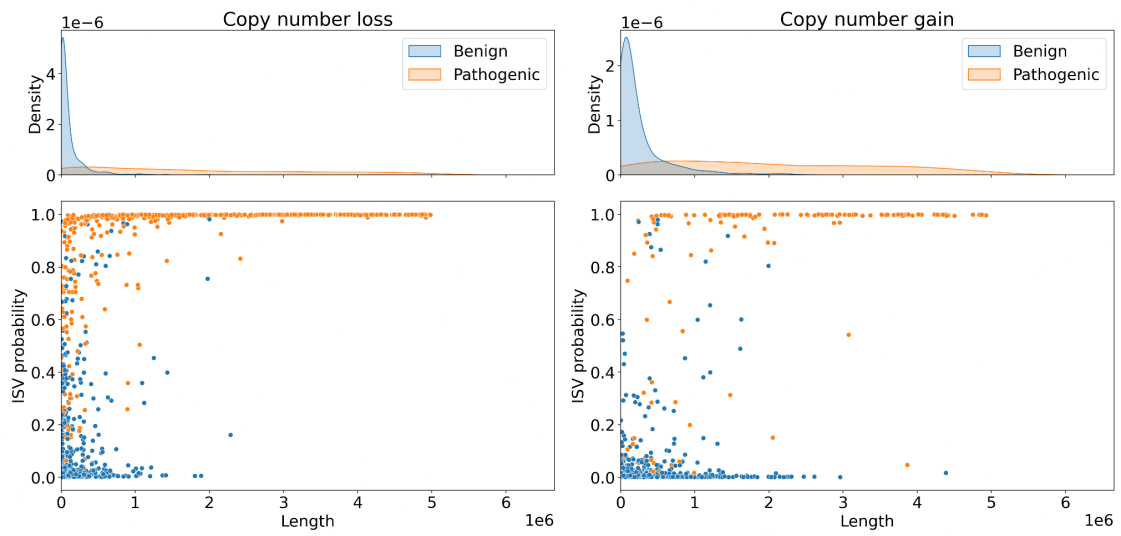 Copy number loss
1e−6
Benign
Pathogenic
Density
4
2
0
1.0
0.8
0.6
0.4
0.2
0.0
ISV probability
0 1 2 3 4 5 6
Length
1e6
Copy number gain
1e−6
Benign
Pathogenic
Density
2
1
0
1.0
0.8
0.6
0.4
0.2
0.0
ISV probability
0 1 2 3 4 5 6
Length
1e6